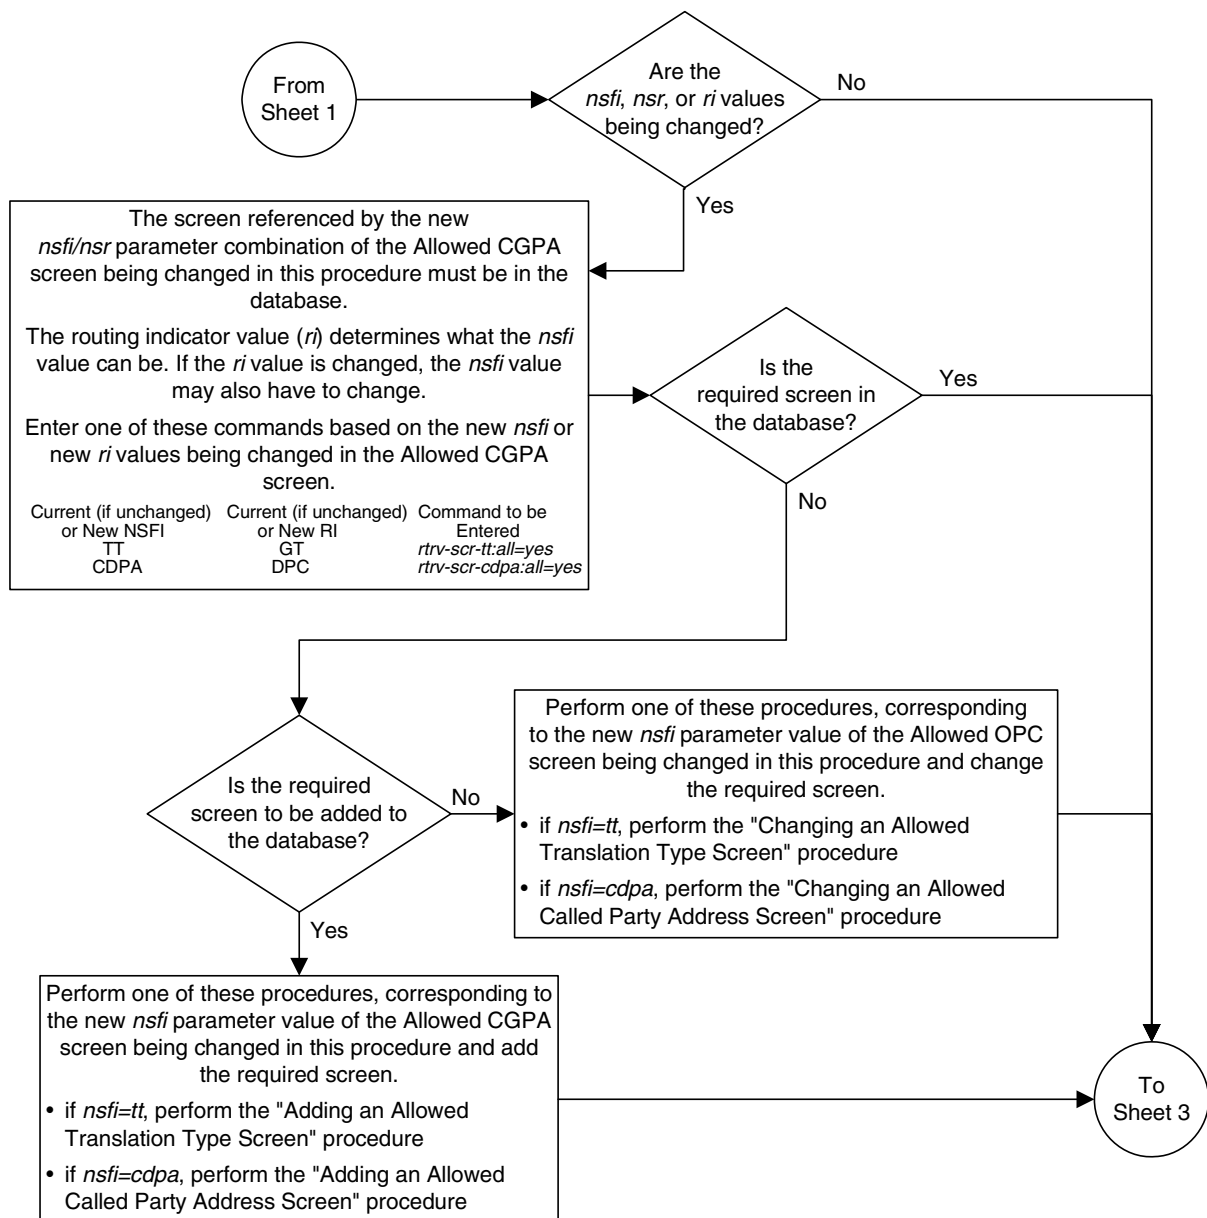 From
Sheet 1
Are the
nsfi, nsr, or ri values
being changed?
No
Yes
The screen referenced by the new
nsfi/nsr parameter combination of the Allowed CGPA
screen being changed in this procedure must be in the
database.
The routing indicator value (ri) determines what the nsfi
value can be. If the ri value is changed, the nsfi value
may also have to change.
Enter one of these commands based on the new nsfi or
new ri values being changed in the Allowed CGPA
screen.
Current (if unchanged) Current (if unchanged) Command to be
or New NSFI or New RI Entered
TT GT rtrv-scr-tt:all=yes
CDPA DPC rtrv-scr-cdpa:all=yes
Is the
required screen in
the database?
Yes
No
Is the required
screen to be added to
the database?
No
Yes
Perform one of these procedures, corresponding
to the new nsfi parameter value of the Allowed OPC
screen being changed in this procedure and change
the required screen.
• if nsfi=tt, perform the "Changing an Allowed
Translation Type Screen" procedure
• if nsfi=cdpa, perform the "Changing an Allowed
Called Party Address Screen" procedure
Perform one of these procedures, corresponding to
the new nsfi parameter value of the Allowed CGPA
screen being changed in this procedure and add
the required screen.
• if nsfi=tt, perform the "Adding an Allowed
Translation Type Screen" procedure
• if nsfi=cdpa, perform the "Adding an Allowed
Called Party Address Screen" procedure
To
Sheet 3